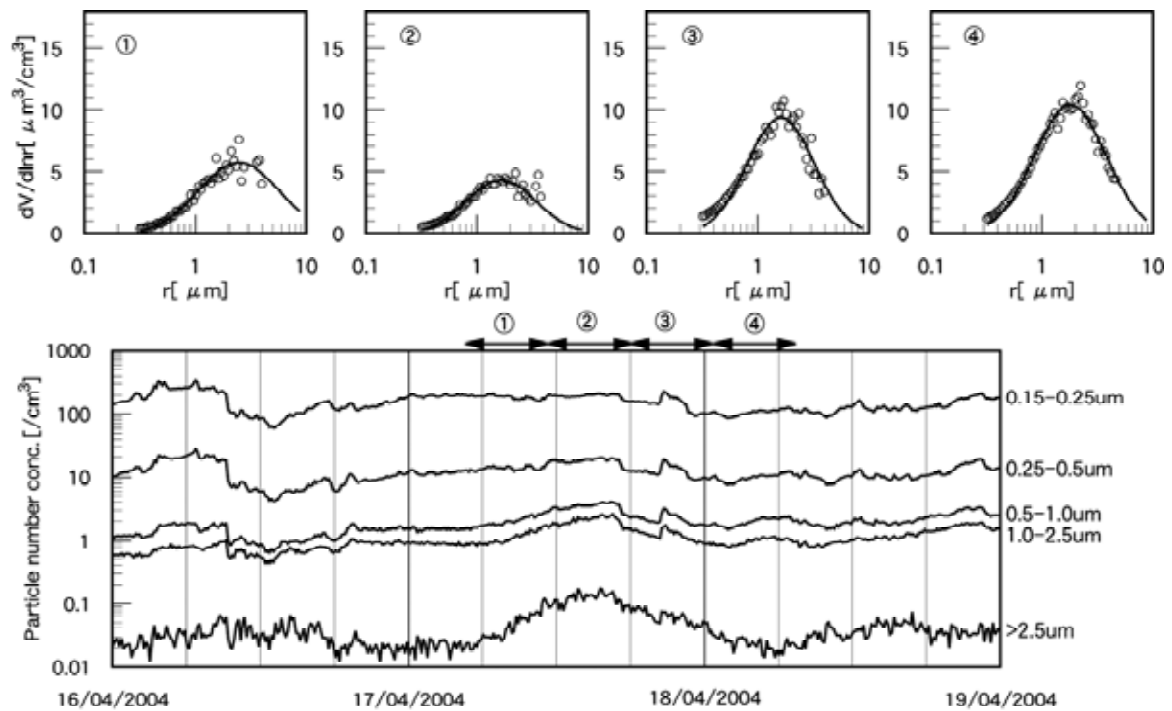 ① ② ③ ④
dV/dlnr[ μm³/cm³]
15 15 15 15
10 10 10 10
5 5 5 5
0 0 0 0
0.1 1 10 0.1 1 10 0.1 1 10 0.1 1 10
r[ μm] r[ μm] r[ μm] r[ μm]
① ② ③ ④
Particle number conc. [/cm³]
1000
100
10
1
0.1
0.01
0.15-0.25um
0.25-0.5um
0.5-1.0um
1.0-2.5um
>2.5um
16/04/2004 17/04/2004 18/04/2004 19/04/2004